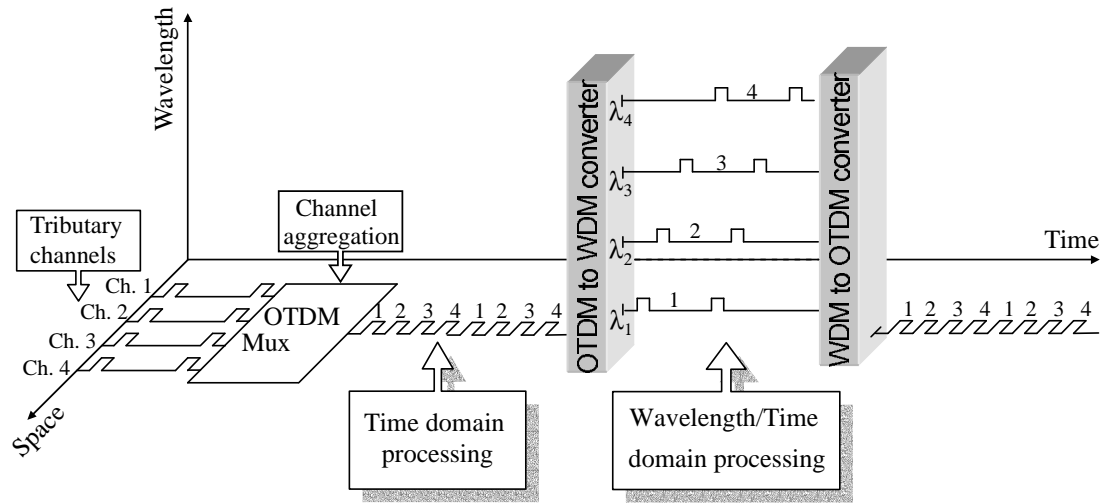 Wavelength
Time
Space
Tributary
channels
Channel
aggregation
Ch. 1
Ch. 2
Ch. 3
Ch. 4
OTDM
Mux
1 2 3 4 1 2 3 4
OTDM to WDM converter
λ4
4
λ3
3
λ2
2
λ1
1
WDM to OTDM converter
1 2 3 4 1 2 3 4
Time domain
processing
Wavelength/Time
domain processing